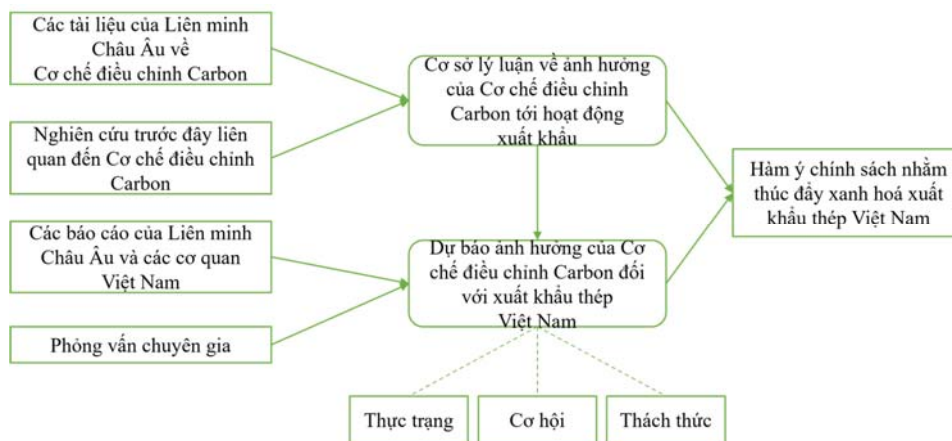 Các tài liệu của Liên minh
Châu Âu về
Cơ chế điều chỉnh Carbon
Nghiên cứu trước đây liên
quan đến Cơ chế điều chỉnh
Carbon
Các báo cáo của Liên minh
Châu Âu và các cơ quan
Việt Nam
Phỏng vấn chuyên gia
Cơ sở lý luận về ảnh hưởng
của Cơ chế điều chỉnh
Carbon tới hoạt động
xuất khẩu
Dự báo ảnh hưởng của Cơ
chế điều chỉnh Carbon đối
với xuất khẩu thép
Việt Nam
Thực trạng
Cơ hội
Thách thức
Hàm ý chính sách nhằm
thúc đẩy xanh hoá xuất
khẩu thép Việt Nam